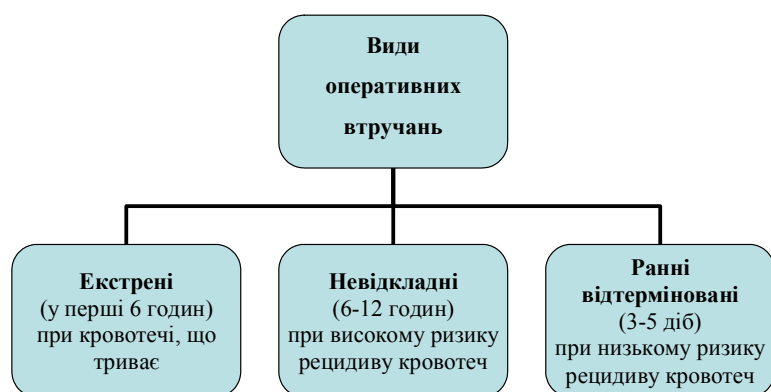 Види
оперативних
втручань
Екстрені
(у перші 6 годин)
при кровотечі, що
триває
Невідкладні
(6-12 годин)
при високому ризику
рецидиву кровотеч
Ранні
відтерміновані
(3-5 діб)
при низькому ризику
рецидиву кровотеч